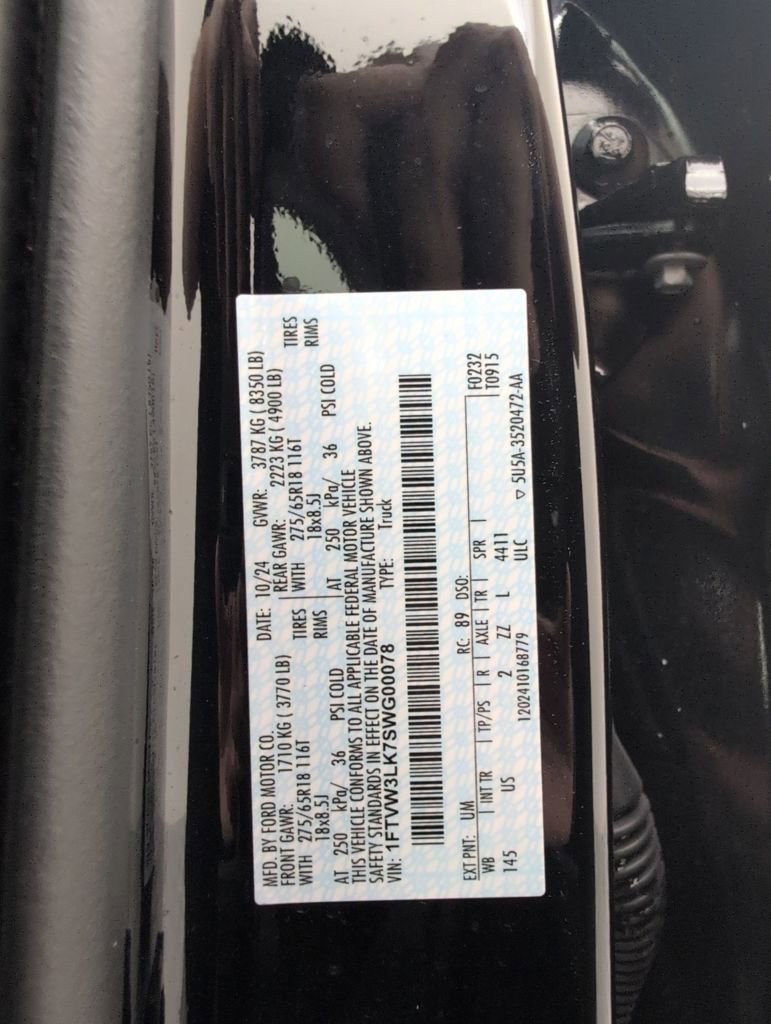 MFD. BY FORD MOTOR CO. DATE: 10/24 GVWR: 3787 KG ( 8350 LB)
FRONT GAWR: 1710 KG ( 3770 LB) REAR GAWR: 2223 KG ( 4900 LB)
WITH 275/65R18 116T TIRES WITH 275/65R18 116T TIRES
18x8.5J RIMS 18x8.5J RIMS
AT 250 kPa/ 36 PSI COLD AT 250 kPa/ 36 PSI COLD
THIS VEHICLE CONFORMS TO ALL APPLICABLE FEDERAL MOTOR VEHICLE
SAFETY STANDARDS IN EFFECT ON THE DATE OF MANUFACTURE SHOWN ABOVE.
VIN: 1FTVW3LK7SWG00078 TYPE: Truck
EXT PNT: UM RC: 89 DSO: F0232
WB INT TR TP/PS R AXLE TR SPR T0915
145 US 2 ZZ L 4411
1202410168779 ULC ▽ 5U5A-3520472-AA